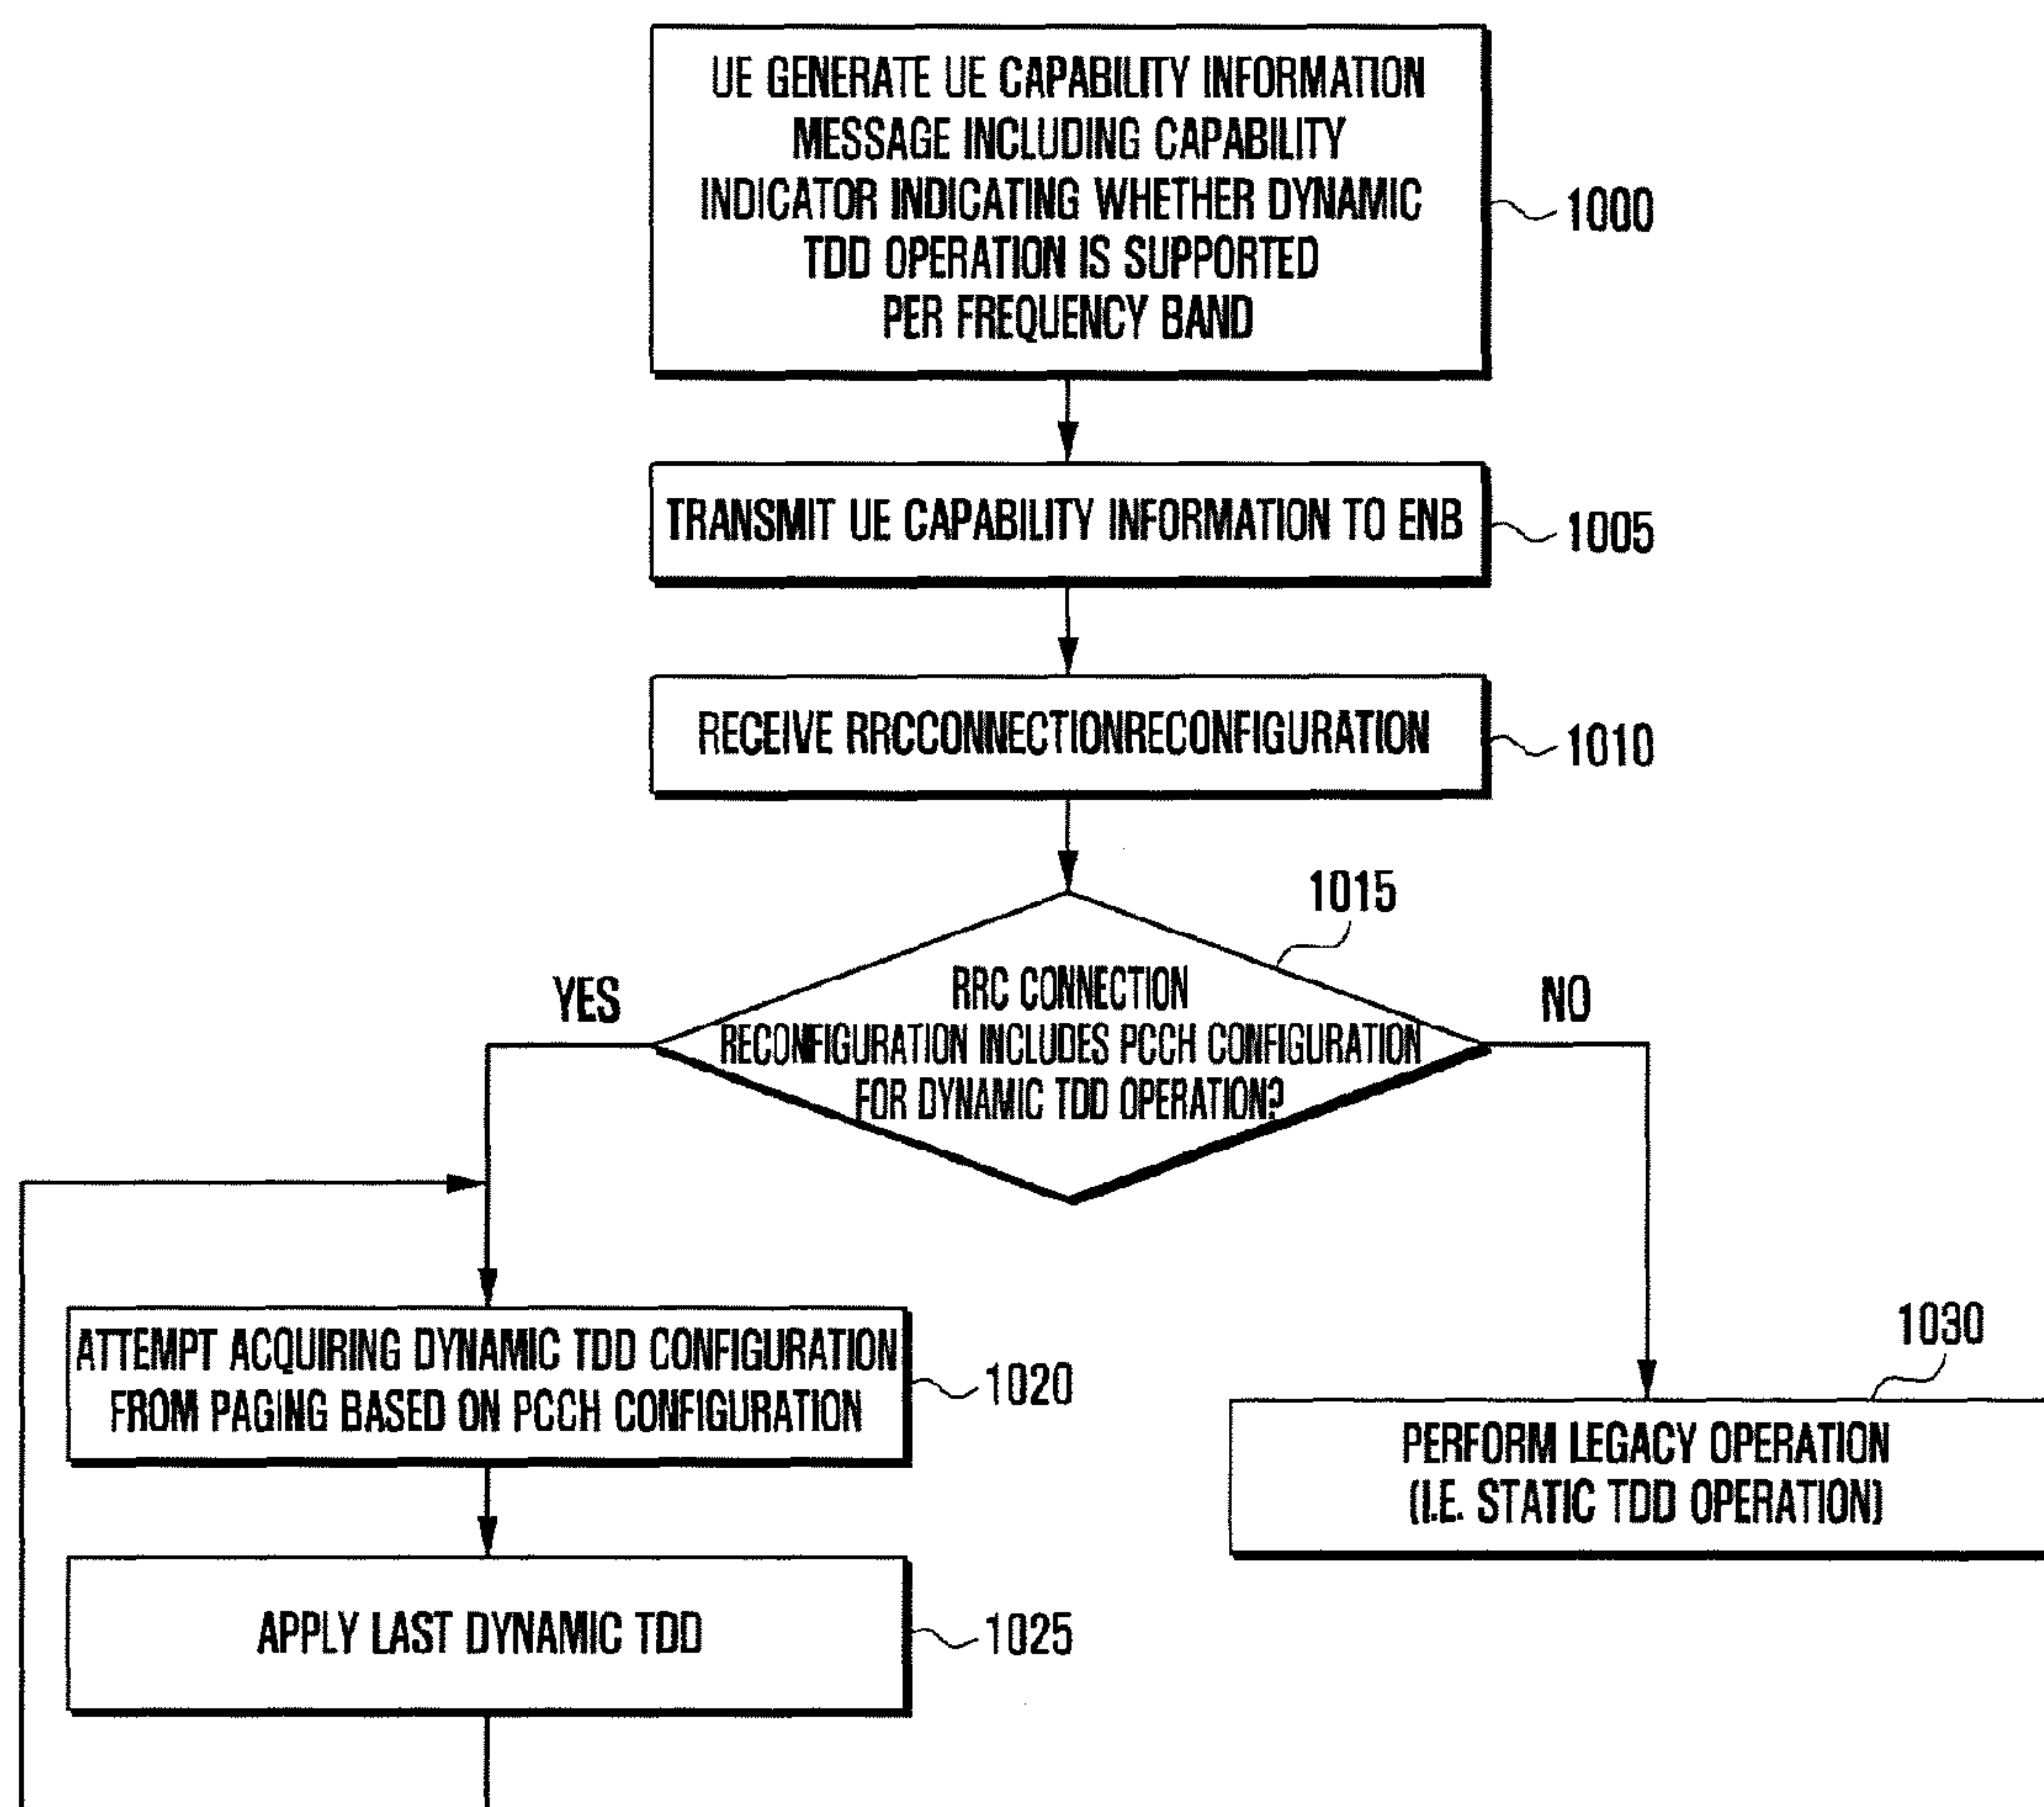 UE GENERATE UE CAPABILITY INFORMATION
MESSAGE INCLUDING CAPABILITY
INDICATOR INDICATING WHETHER DYNAMIC
TDD OPERATION IS SUPPORTED
PER FREQUENCY BAND
1000
TRANSMIT UE CAPABILITY INFORMATION TO ENB
1005
RECEIVE RRCCONNECTIONRECONFIGURATION
1010
1015
RRC CONNECTION
RECONFIGURATION INCLUDES PCCH CONFIGURATION
FOR DYNAMIC TDD OPERATION?
YES
NO
ATTEMPT ACQUIRING DYNAMIC TDD CONFIGURATION
FROM PAGING BASED ON PCCH CONFIGURATION
1020
1030
PERFORM LEGACY OPERATION
(I.E. STATIC TDD OPERATION)
APPLY LAST DYNAMIC TDD
1025